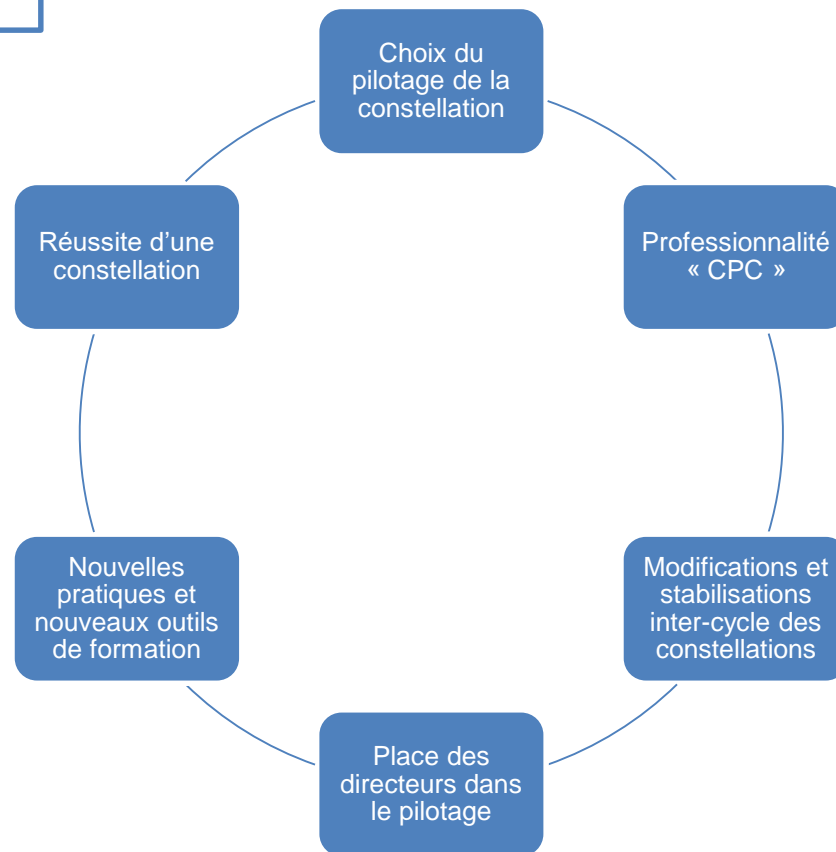 Choix du
pilotage de la
constellation
Réussite d’une
constellation
Professionnalité
« CPC »
Nouvelles
pratiques et
nouveaux outils
de formation
Modifications et
stabilisations
inter-cycle des
constellations
Place des
directeurs dans
le pilotage